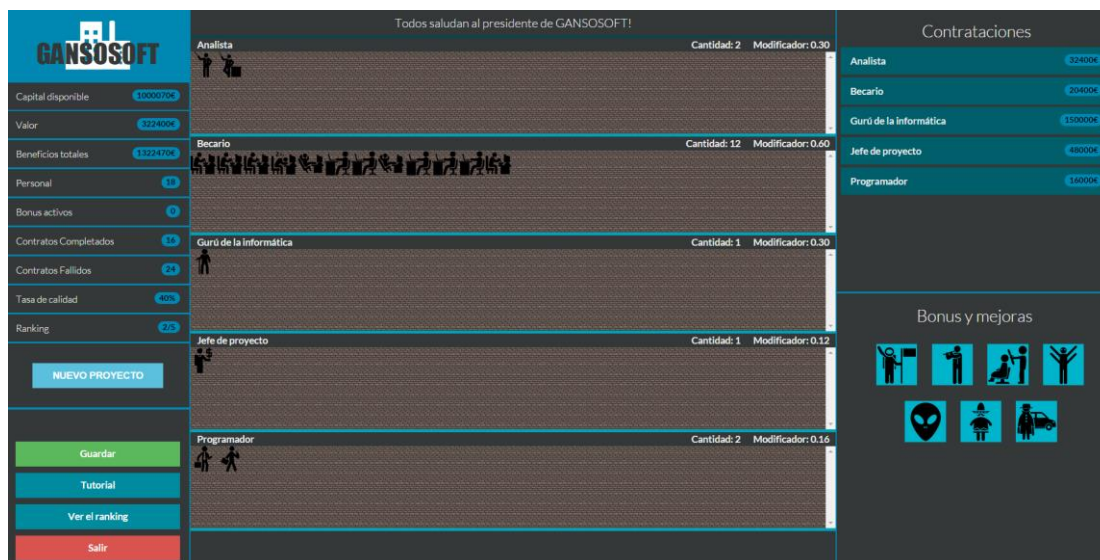 GANSOSOFT
Capital disponible 1000070€
Valor 322400€
Beneficios totales 1322470€
Personal 18
Bonus activos 0
Contratos Completados 16
Contratos Fallidos 24
Tasa de calidad 40%
Ranking 2/5
NUEVO PROYECTO
Guardar
Tutorial
Ver el ranking
Salir
Todos saludan al presidente de GANSOSOFT!
Analista Cantidad: 2 Modificador: 0.30
Becario Cantidad: 12 Modificador: 0.60
Gurú de la informática Cantidad: 1 Modificador: 0.30
Jefe de proyecto Cantidad: 1 Modificador: 0.12
Programador Cantidad: 2 Modificador: 0.16
Contrataciones
Analista 32400€
Becario 20400€
Gurú de la informática 150000€
Jefe de proyecto 48000€
Programador 16000€
Bonus y mejoras